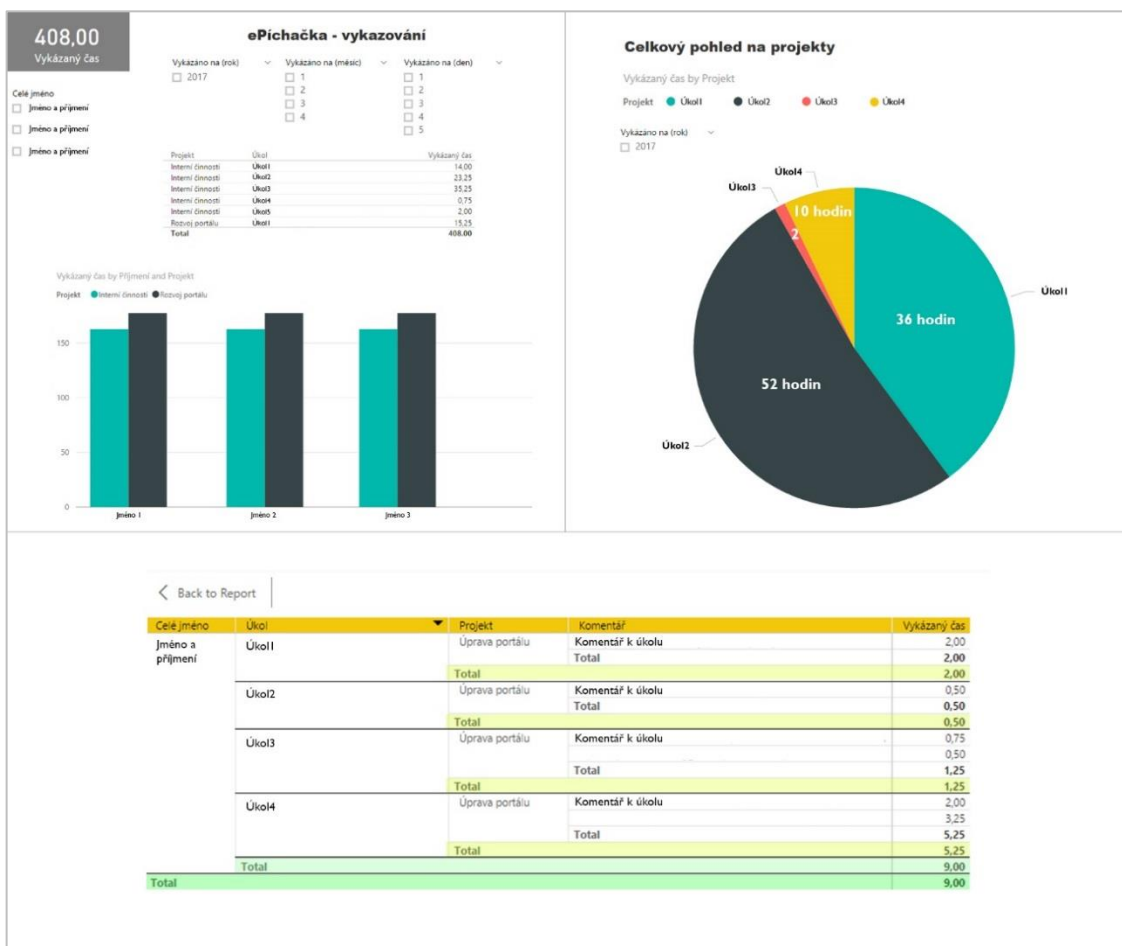 408,00
Vykázaný čas
ePíchačka - vykazování
Vykázáno na (rok)
2017
Vykázáno na (měsíc)
1
2
3
4
Vykázáno na (den)
1
2
3
4
5
Celé jméno
Jméno a příjmení
Jméno a příjmení
Jméno a příjmení
Projekt Úkol Vykázaný čas
Interní činnosti Úkol1 14,00
Interní činnosti Úkol2 23,25
Interní činnosti Úkol3 35,25
Interní činnosti Úkol4 0,75
Interní činnosti Úkol5 2,00
Rozvoj portálu Úkol1 15,25
Total 408.00
Vykázaný čas by Příjmení and Projekt
Projekt Interní činnosti Rozvoj portálu
150
100
50
0
Jméno 1 Jméno 2 Jméno 3
Celkový pohled na projekty
Vykázaný čas by Projekt
Projekt Úkol1 Úkol2 Úkol3 Úkol4
Vykázáno na (rok)
2017
Úkol4
Úkol3
10 hodin
2
Úkol1
36 hodin
52 hodin
Úkol2
Back to Report
Celé jméno Úkol Projekt Komentář Vykázaný čas
Jméno a příjmení Úkol1 Úprava portálu Komentář k úkolu 2,00
Total 2,00
Total 2,00
Úkol2 Úprava portálu Komentář k úkolu 0,50
Total 0,50
Total 0,50
Úkol3 Úprava portálu Komentář k úkolu 0,75
0,50
Total 1,25
Total 1,25
Úkol4 Úprava portálu Komentář k úkolu 2,00
3,25
Total 5,25
Total 5,25
Total 9,00
Total 9,00